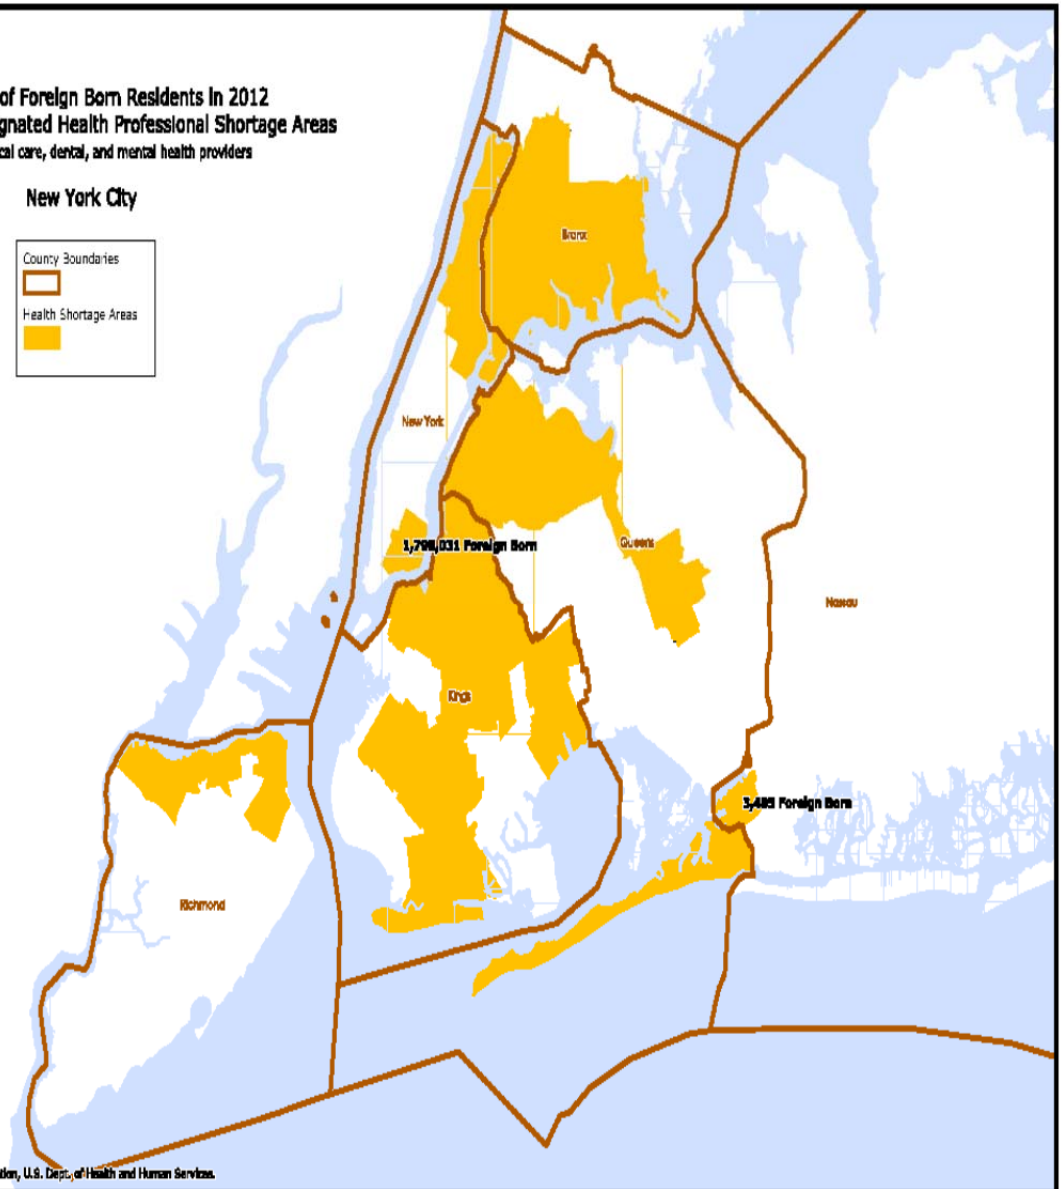 of Foreign Born Residents in 2012
gnated Health Professional Shortage Areas
cal care, dental, and mental health providers
New York City
County Boundaries
Health Shortage Areas
Bronx
New York
1,798,031 Foreign Born
Queens
Nassau
Kings
3,485 Foreign Born
Richmond
tion, U.S. Dept. of Health and Human Services.